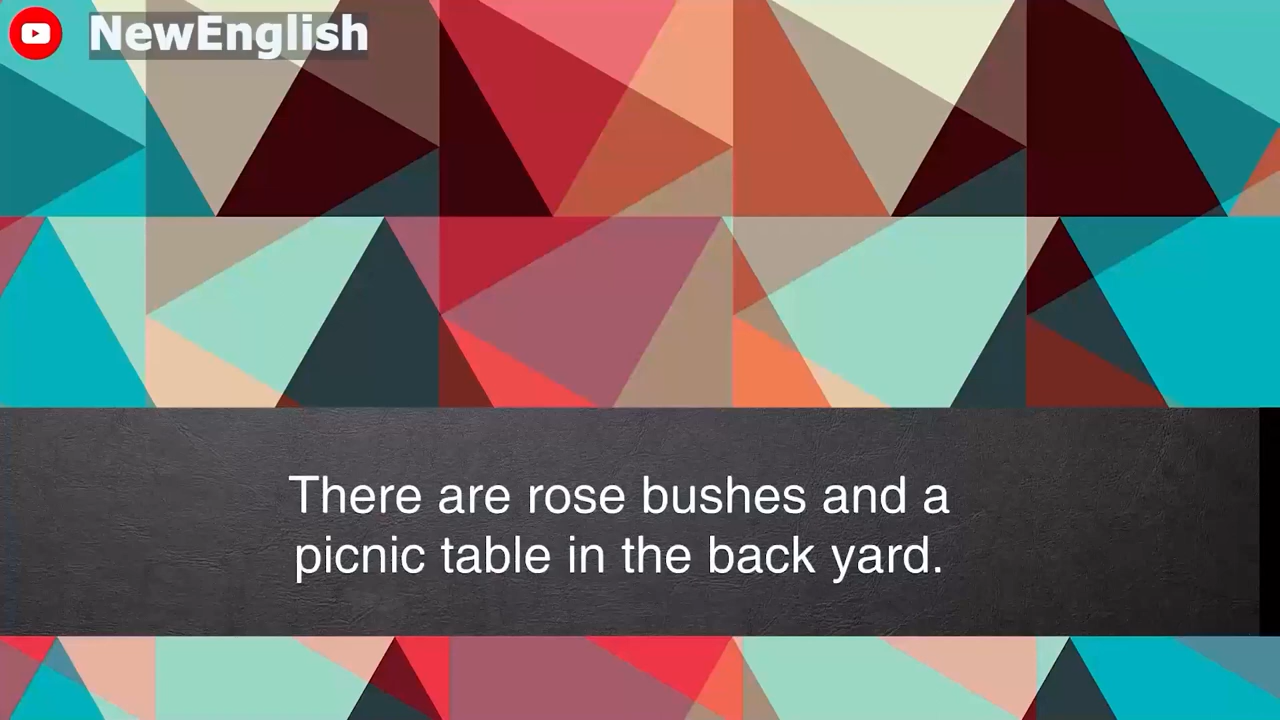 NewEnglish
There are rose bushes and a
picnic table in the back yard.